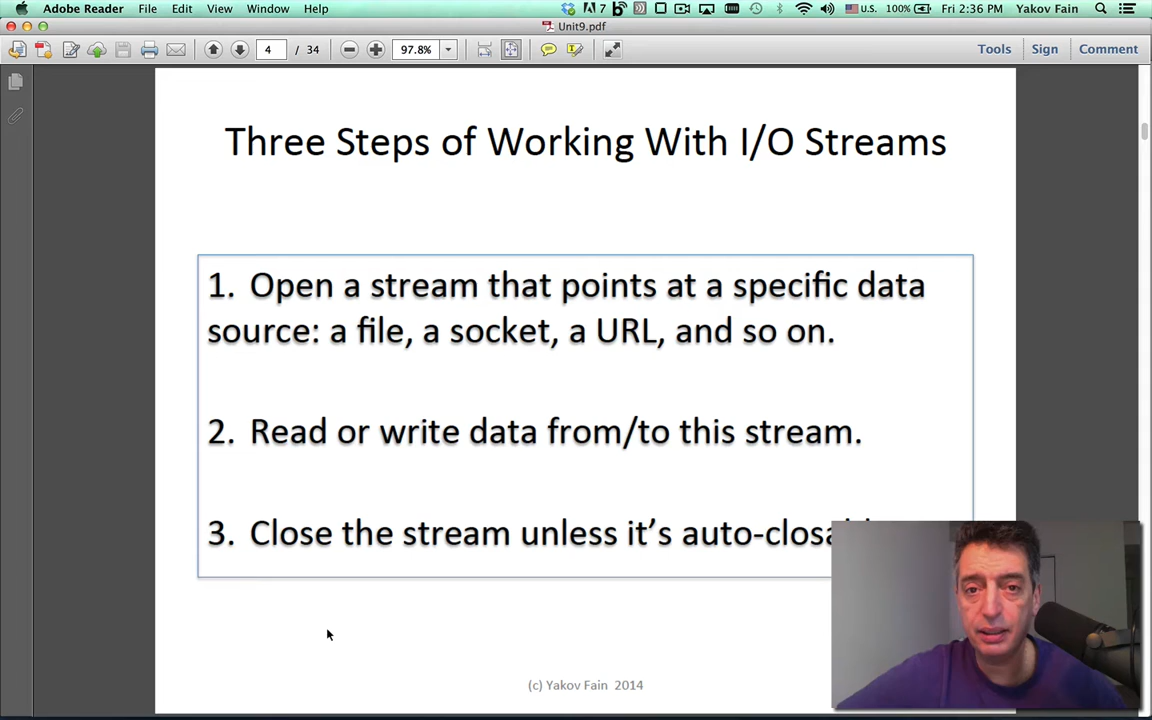 Adobe Reader File Edit View Window Help 7 U.S. 100% Fri 2:36 PM Yakov Fain
Unit9.pdf
4 / 34 97.8% Tools Sign Comment
Three Steps of Working With I/O Streams
1. Open a stream that points at a specific data
source: a file, a socket, a URL, and so on.
2. Read or write data from/to this stream.
3. Close the stream unless it’s
(c) Yakov Fain 2014